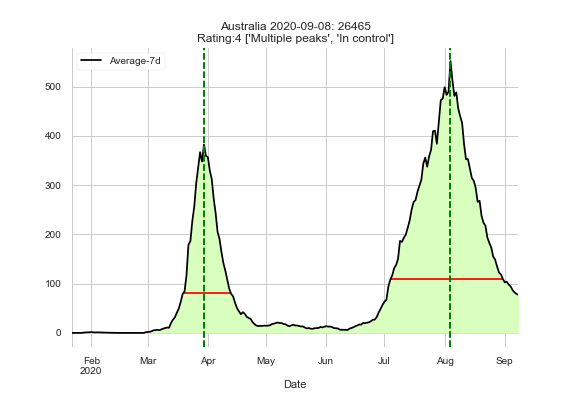 Australia 2020-09-08: 26465
Rating:4 ['Multiple peaks', 'In control']
Average-7d
500
400
300
200
100
0
Feb Mar Apr May Jun Jul Aug Sep
2020
Date